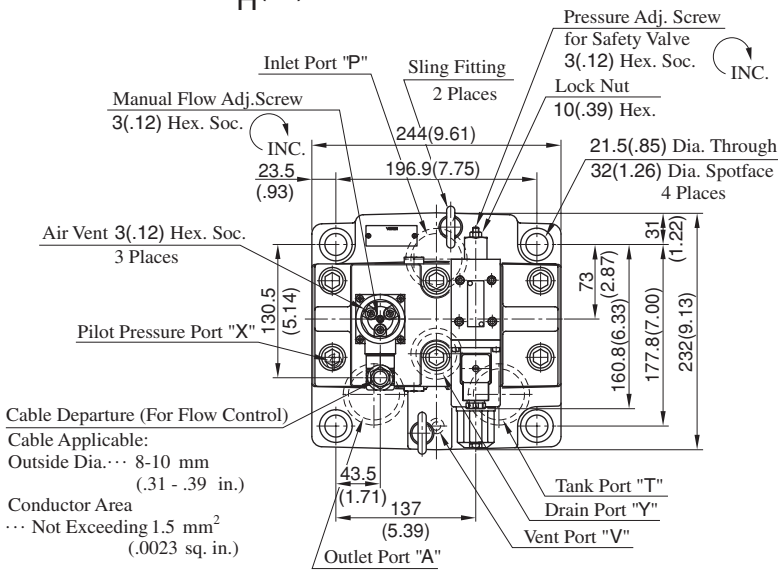 H
Pressure Adj. Screw
for Safety Valve
3(.12) Hex. Soc.
INC.
Inlet Port "P"
Sling Fitting
2 Places
Lock Nut
10(.39) Hex.
Manual Flow Adj.Screw
3(.12) Hex. Soc.
INC.
244(9.61)
21.5(.85) Dia. Through
32(1.26) Dia. Spotface
4 Places
23.5
(.93)
196.9(7.75)
31
(1.22)
Air Vent 3(.12) Hex. Soc.
3 Places
73
(2.87)
130.5
(5.14)
160.8(6.33)
177.8(7.00)
232(9.13)
Pilot Pressure Port "X"
Cable Departure (For Flow Control)
Cable Applicable:
Outside Dia.··· 8-10 mm
(.31 - .39 in.)
Conductor Area
··· Not Exceeding 1.5 mm²
(.0023 sq. in.)
43.5
(1.71)
137
(5.39)
Tank Port "T"
Drain Port "Y"
Vent Port "V"
Outlet Port "A"